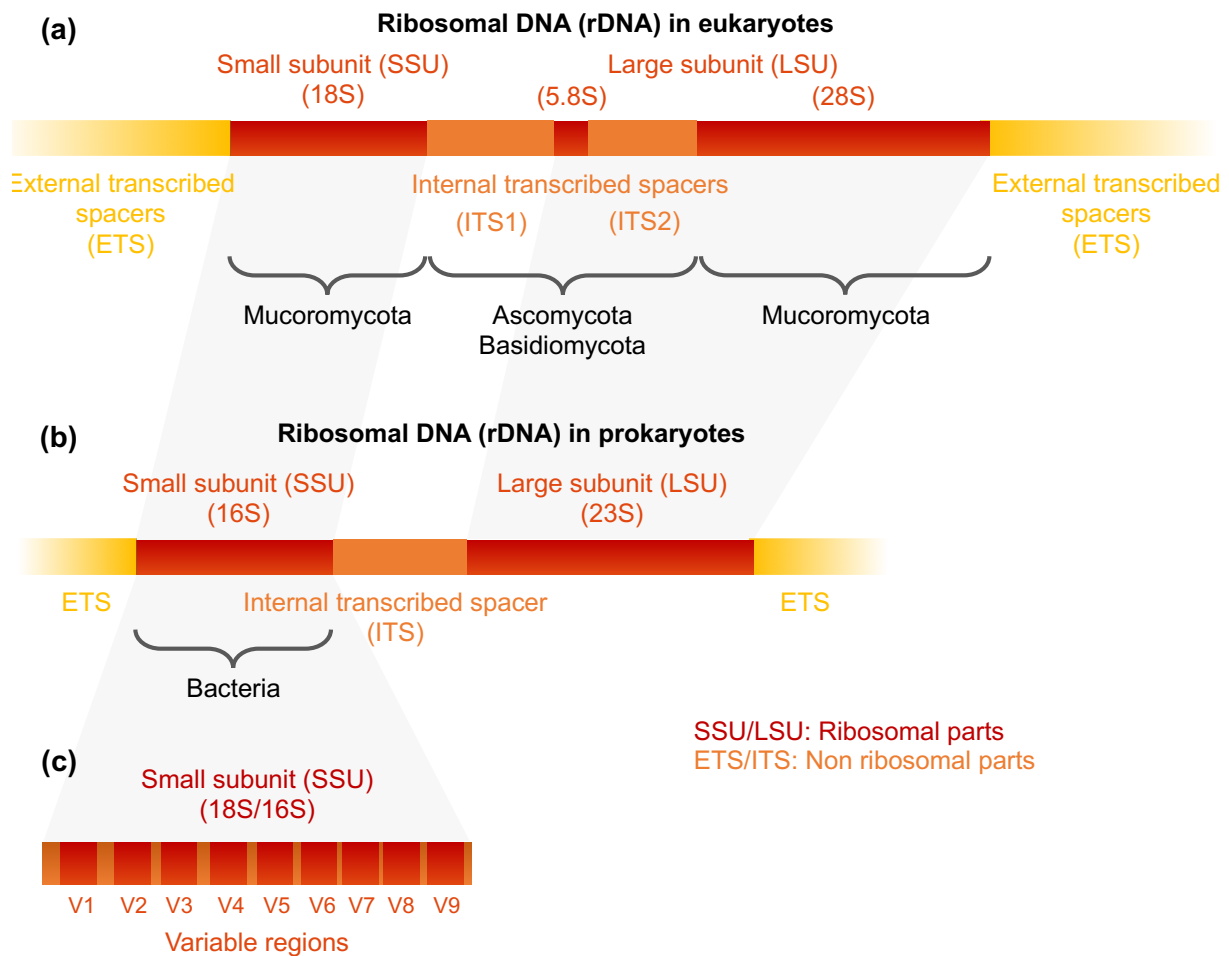 (a)
Ribosomal DNA (rDNA) in eukaryotes
Small subunit (SSU)
(18S)
Large subunit (LSU)
(5.8S)
(28S)
External transcribed
spacers
(ETS)
Internal transcribed spacers
(ITS1)
(ITS2)
External transcribed
spacers
(ETS)
Mucoromycota
Ascomycota
Basidiomycota
Mucoromycota
(b)
Ribosomal DNA (rDNA) in prokaryotes
Small subunit (SSU)
(16S)
Large subunit (LSU)
(23S)
ETS
Internal transcribed spacer
(ITS)
ETS
Bacteria
SSU/LSU: Ribosomal parts
ETS/ITS: Non ribosomal parts
(c)
Small subunit (SSU)
(18S/16S)
V1 V2 V3 V4 V5 V6 V7 V8 V9
Variable regions